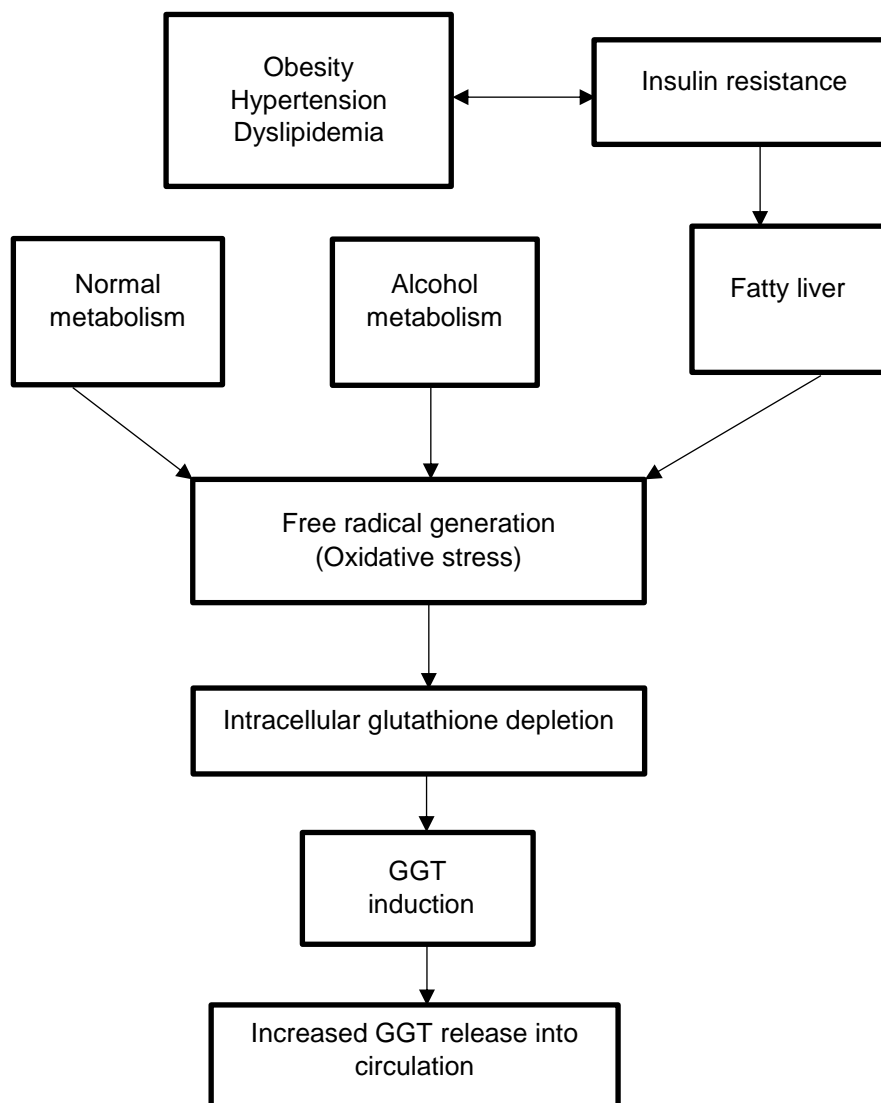 Obesity
Hypertension
Dyslipidemia
Insulin resistance
Normal
metabolism
Alcohol
metabolism
Fatty liver
Free radical generation
(Oxidative stress)
Intracellular glutathione depletion
GGT
induction
Increased GGT release into
circulation